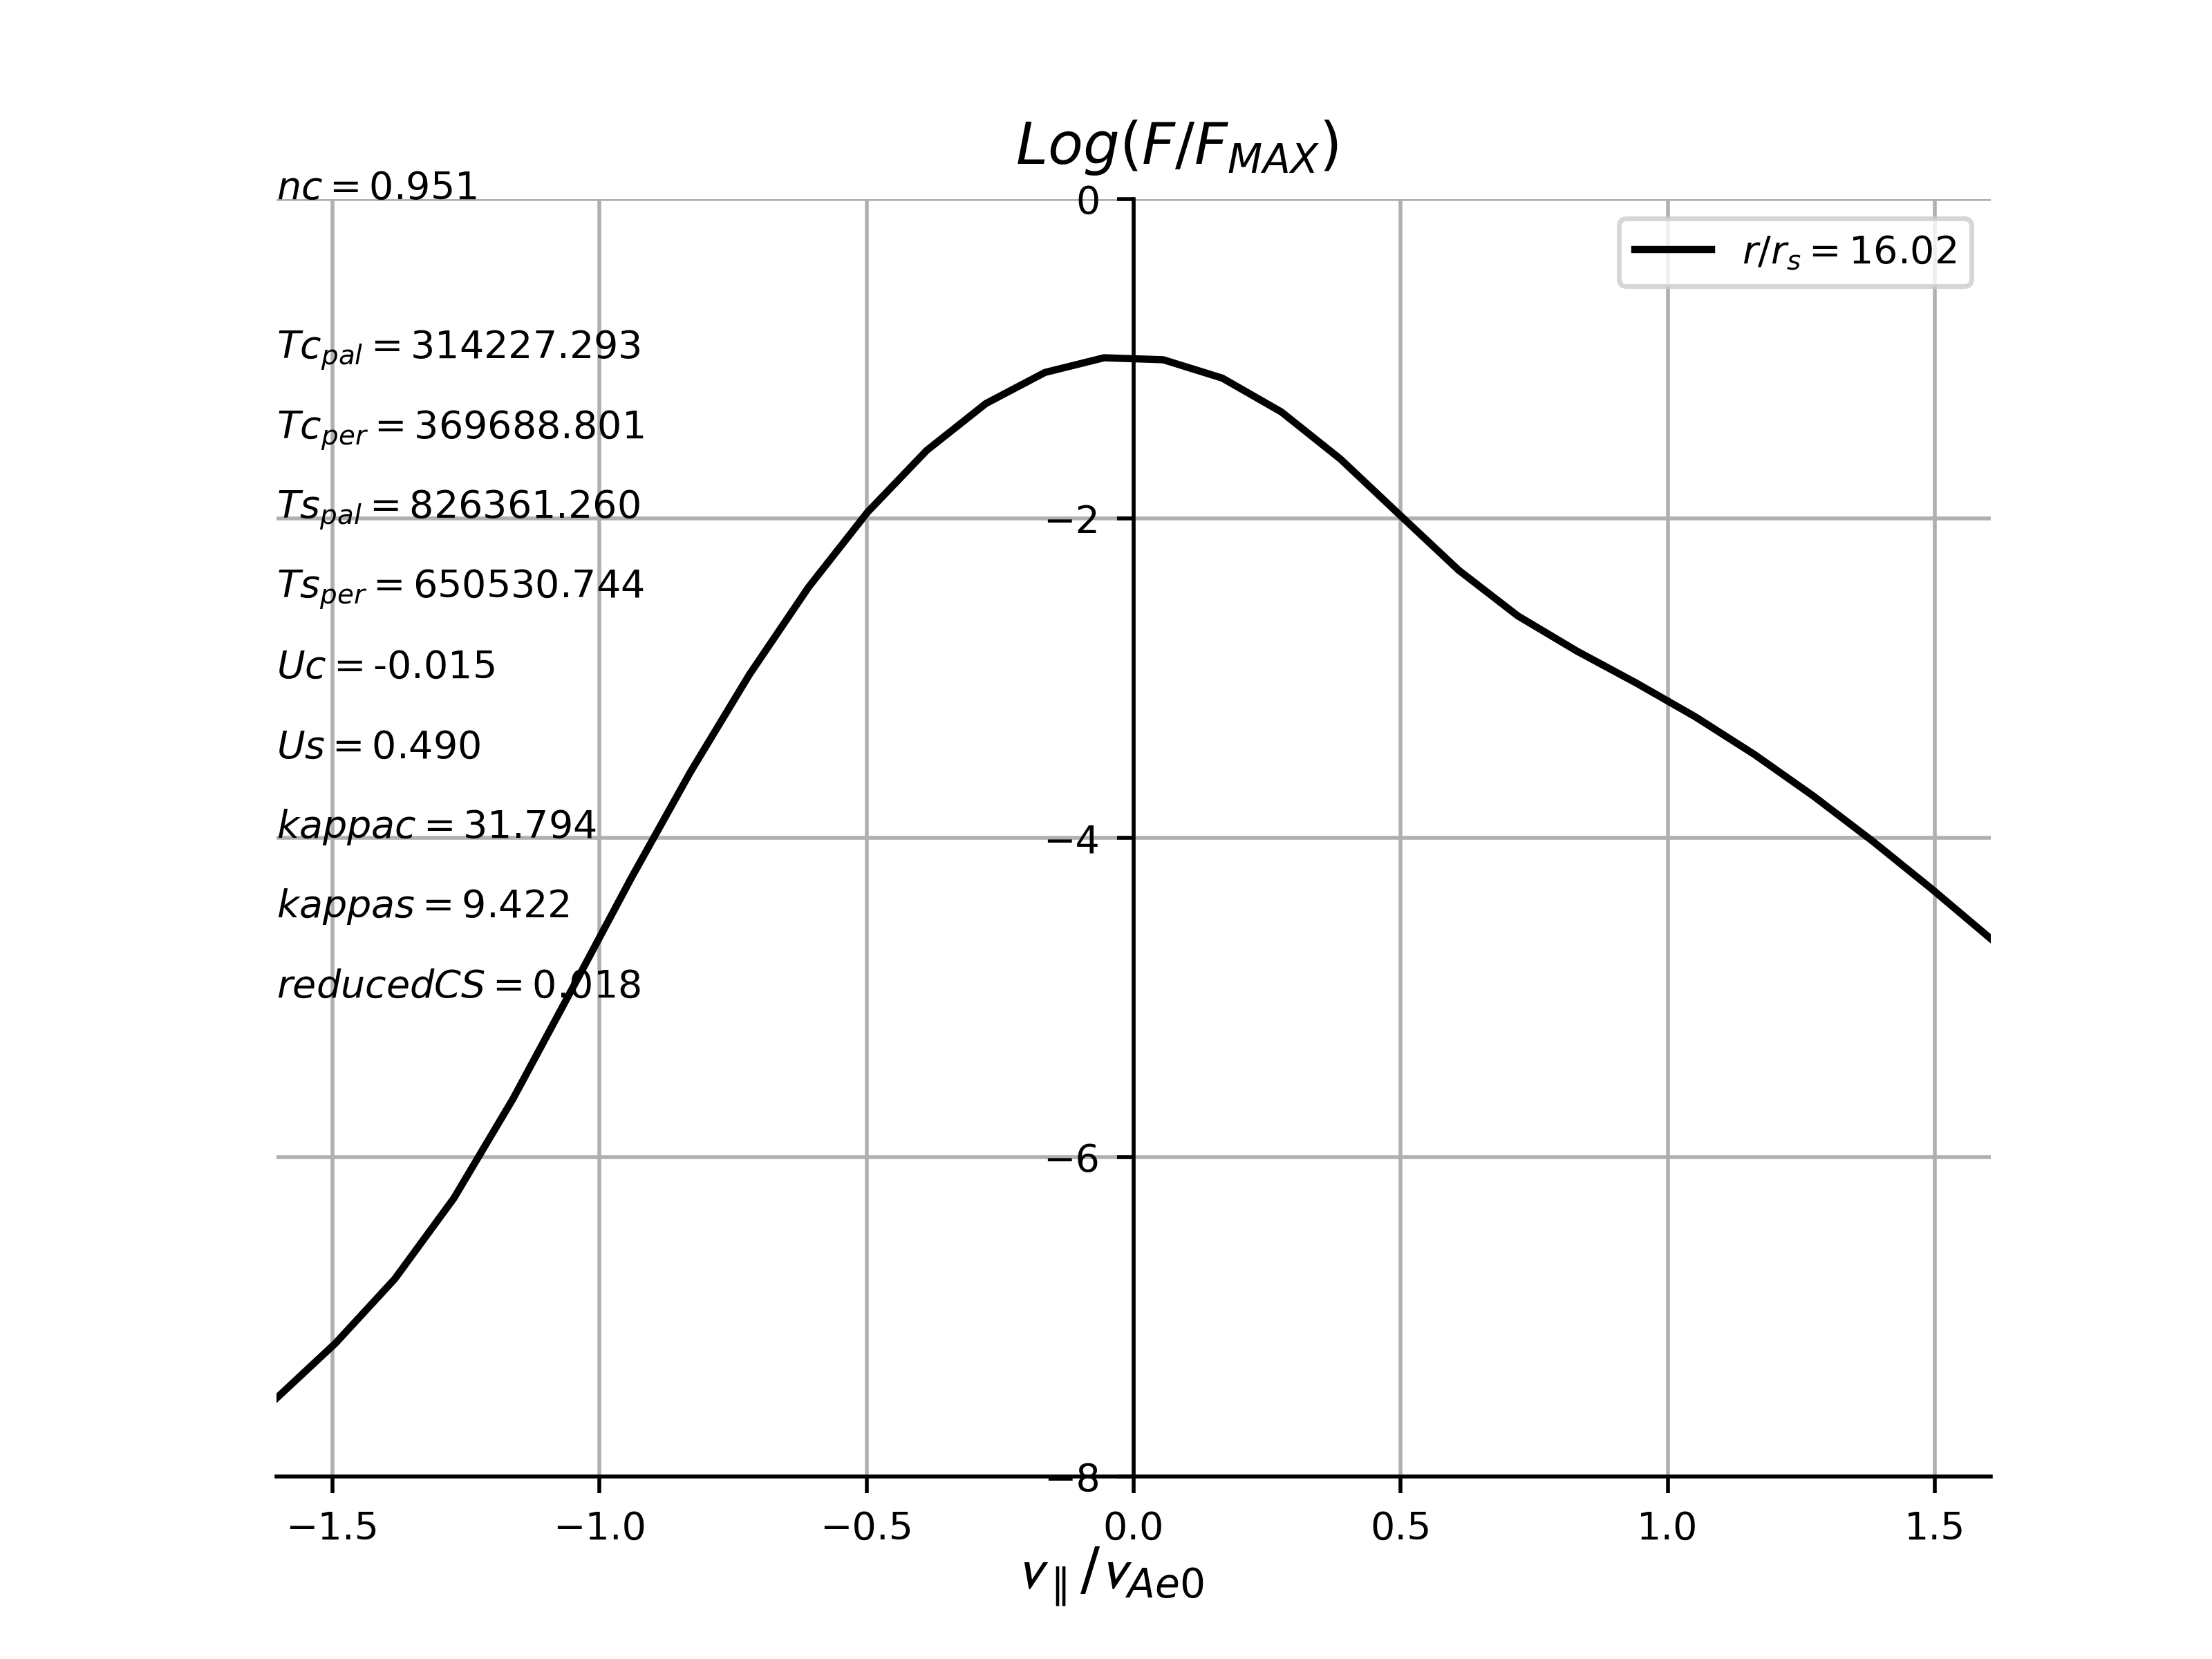 Log(F/F_MAX)
nc = 0.951
0
r/r_s = 16.02
Tc_pal = 314227.293
Tc_per = 369688.801
Ts_pal = 826361.260
−2
Ts_per = 650530.744
Uc = -0.015
Us = 0.490
kappac = 31.794
−4
kappas = 9.422
reducedCS = 0.018
−6
−8
−1.5 −1.0 −0.5 0.0 0.5 1.0 1.5
v_∥/v_Ae0